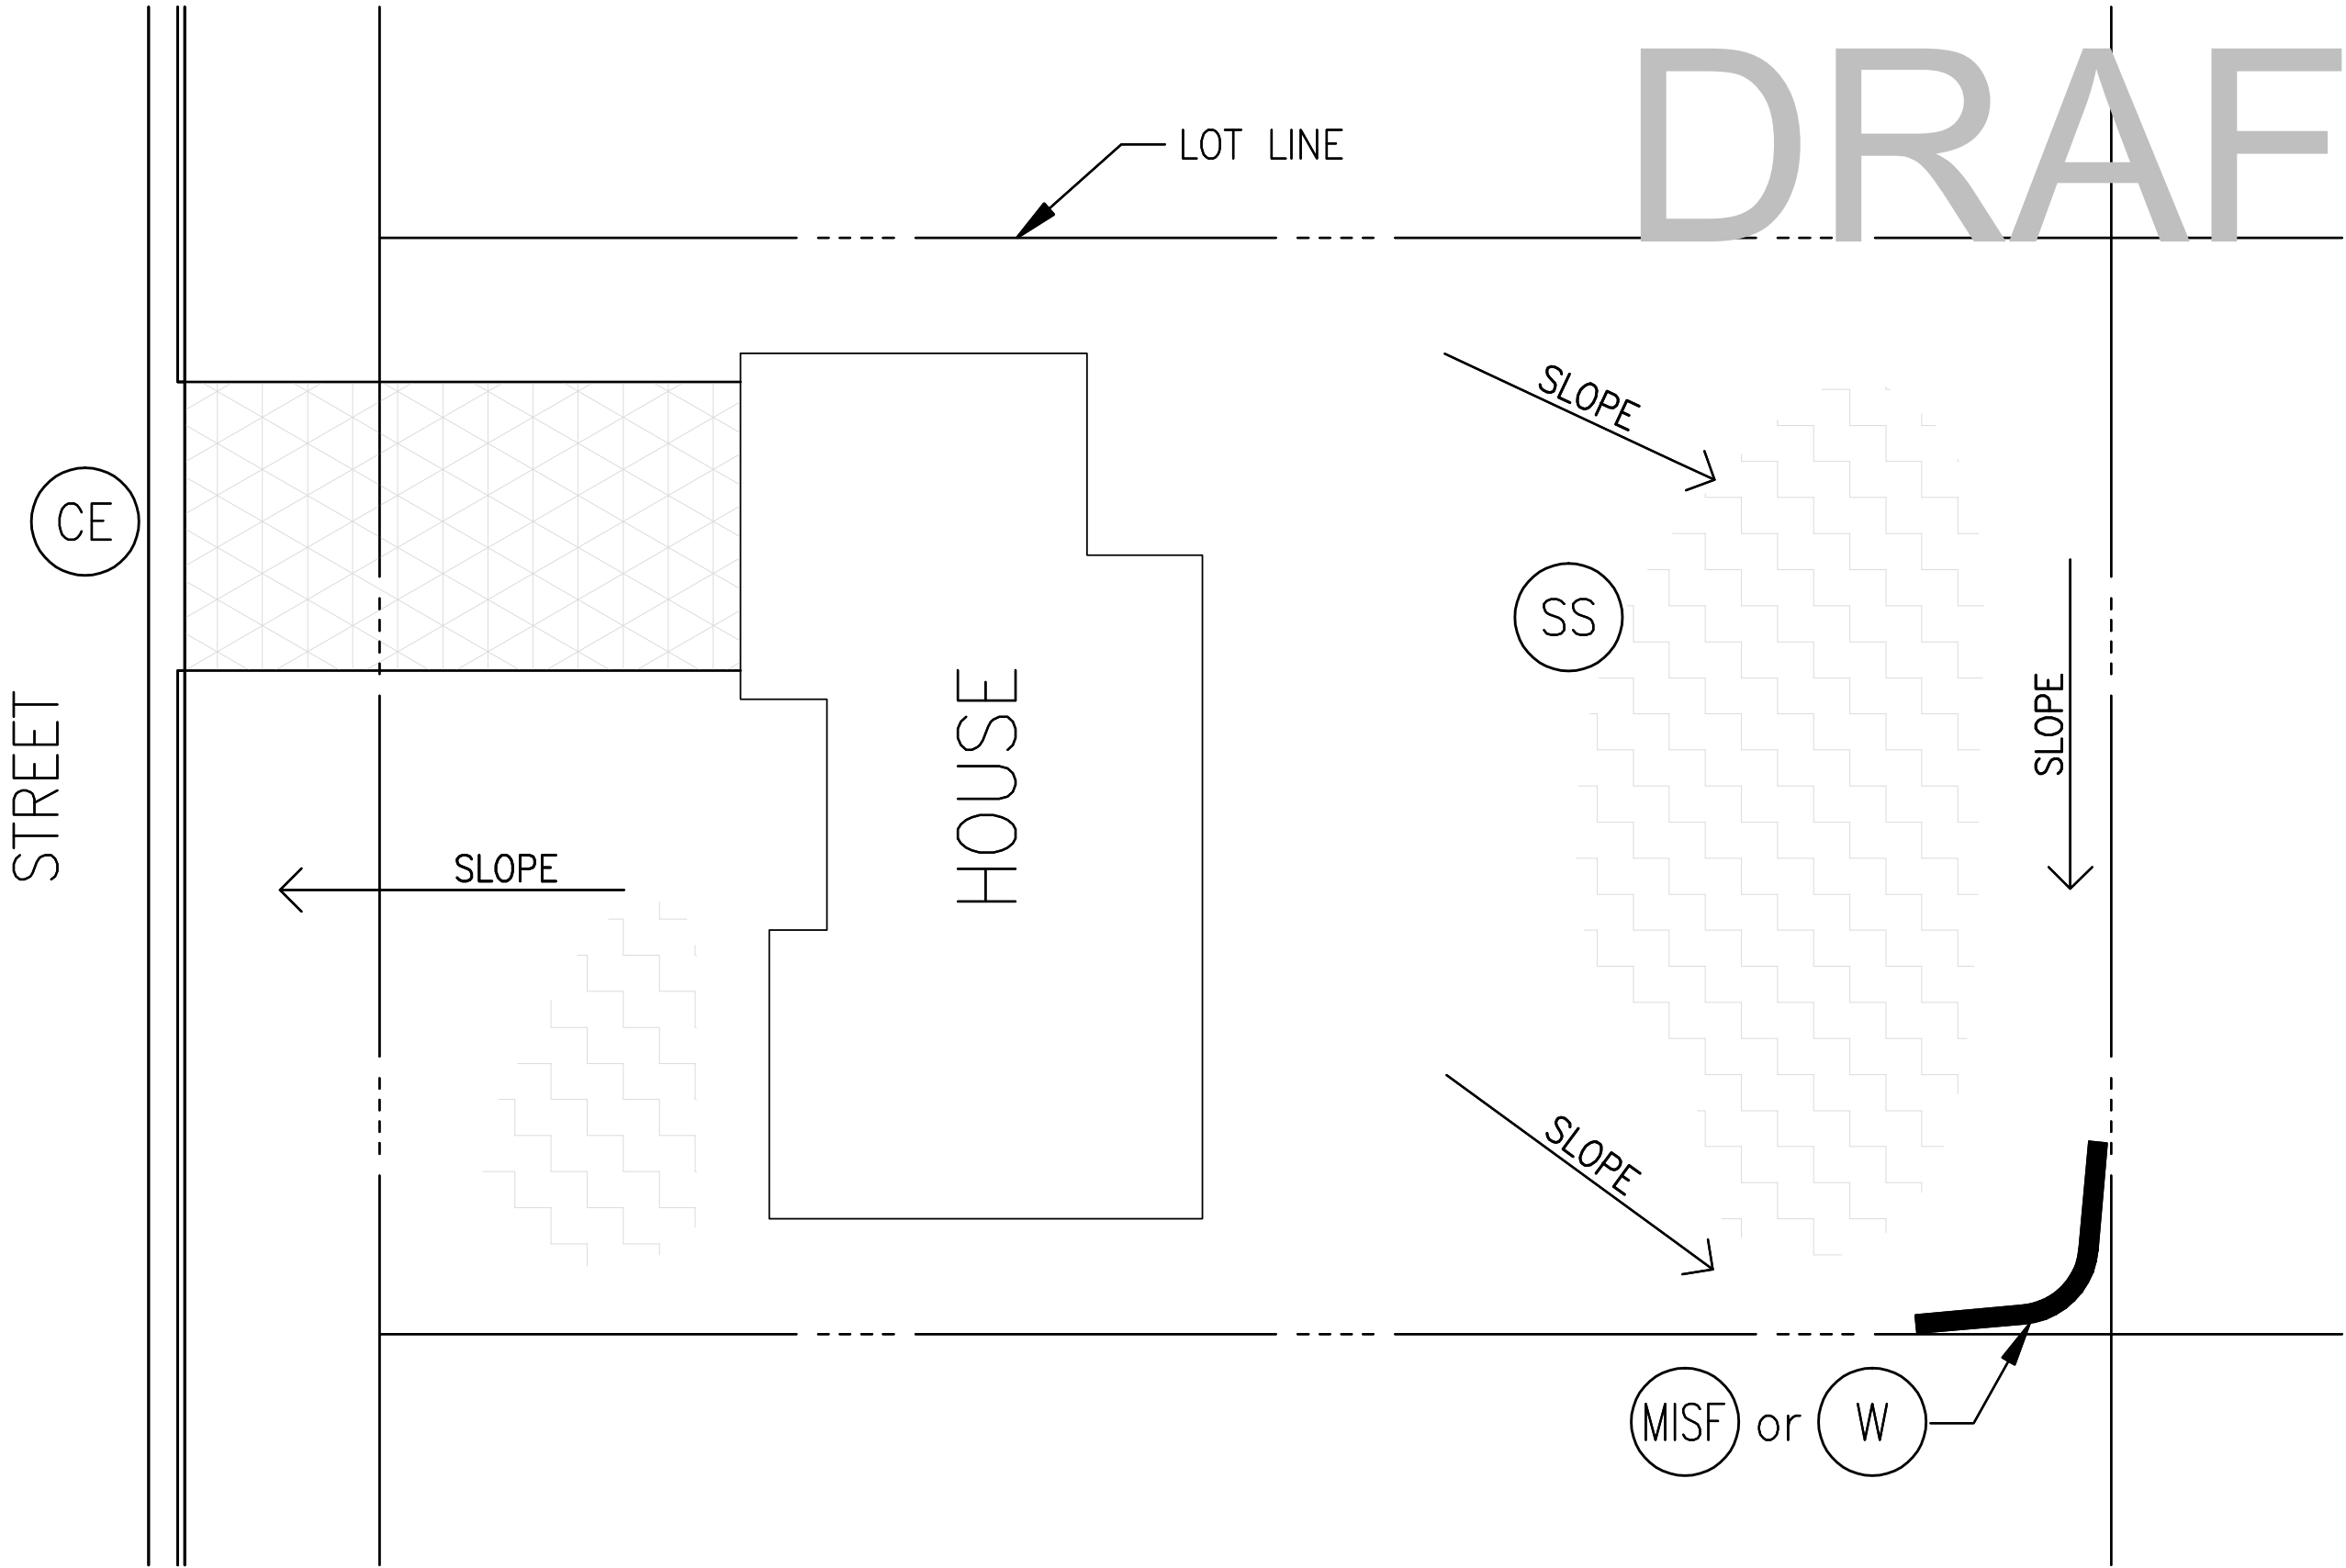 DRAF
LOT LINE
SLOPE
CE
SS
STREET
HOUSE
SLOPE
SLOPE
SLOPE
MISF or W